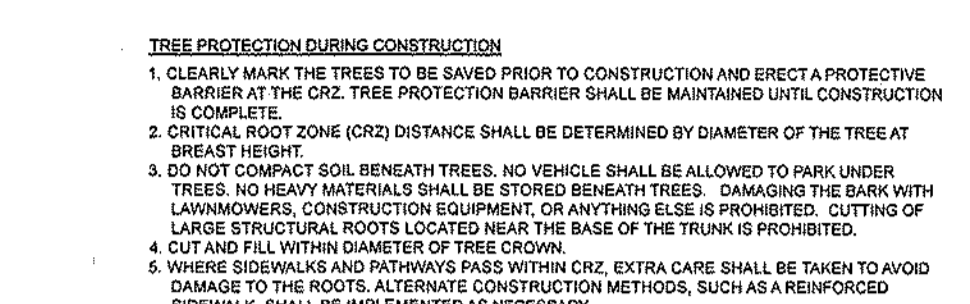 TREE PROTECTION DURING CONSTRUCTION
1. CLEARLY MARK THE TREES TO BE SAVED PRIOR TO CONSTRUCTION AND ERECT A PROTECTIVE
BARRIER AT THE CRZ. TREE PROTECTION BARRIER SHALL BE MAINTAINED UNTIL CONSTRUCTION
IS COMPLETE.
2. CRITICAL ROOT ZONE (CRZ) DISTANCE SHALL BE DETERMINED BY DIAMETER OF THE TREE AT
BREAST HEIGHT.
3. DO NOT COMPACT SOIL BENEATH TREES. NO VEHICLE SHALL BE ALLOWED TO PARK UNDER
TREES. NO HEAVY MATERIALS SHALL BE STORED BENEATH TREES. DAMAGING THE BARK WITH
LAWNMOWERS, CONSTRUCTION EQUIPMENT, OR ANYTHING ELSE IS PROHIBITED. CUTTING OF
LARGE STRUCTURAL ROOTS LOCATED NEAR THE BASE OF THE TRUNK IS PROHIBITED.
4. CUT AND FILL WITHIN DIAMETER OF TREE CROWN.
5. WHERE SIDEWALKS AND PATHWAYS PASS WITHIN CRZ, EXTRA CARE SHALL BE TAKEN TO AVOID
DAMAGE TO THE ROOTS. ALTERNATE CONSTRUCTION METHODS, SUCH AS A REINFORCED
SIDEWALK, SHALL BE IMPLEMENTED AS NECESSARY.